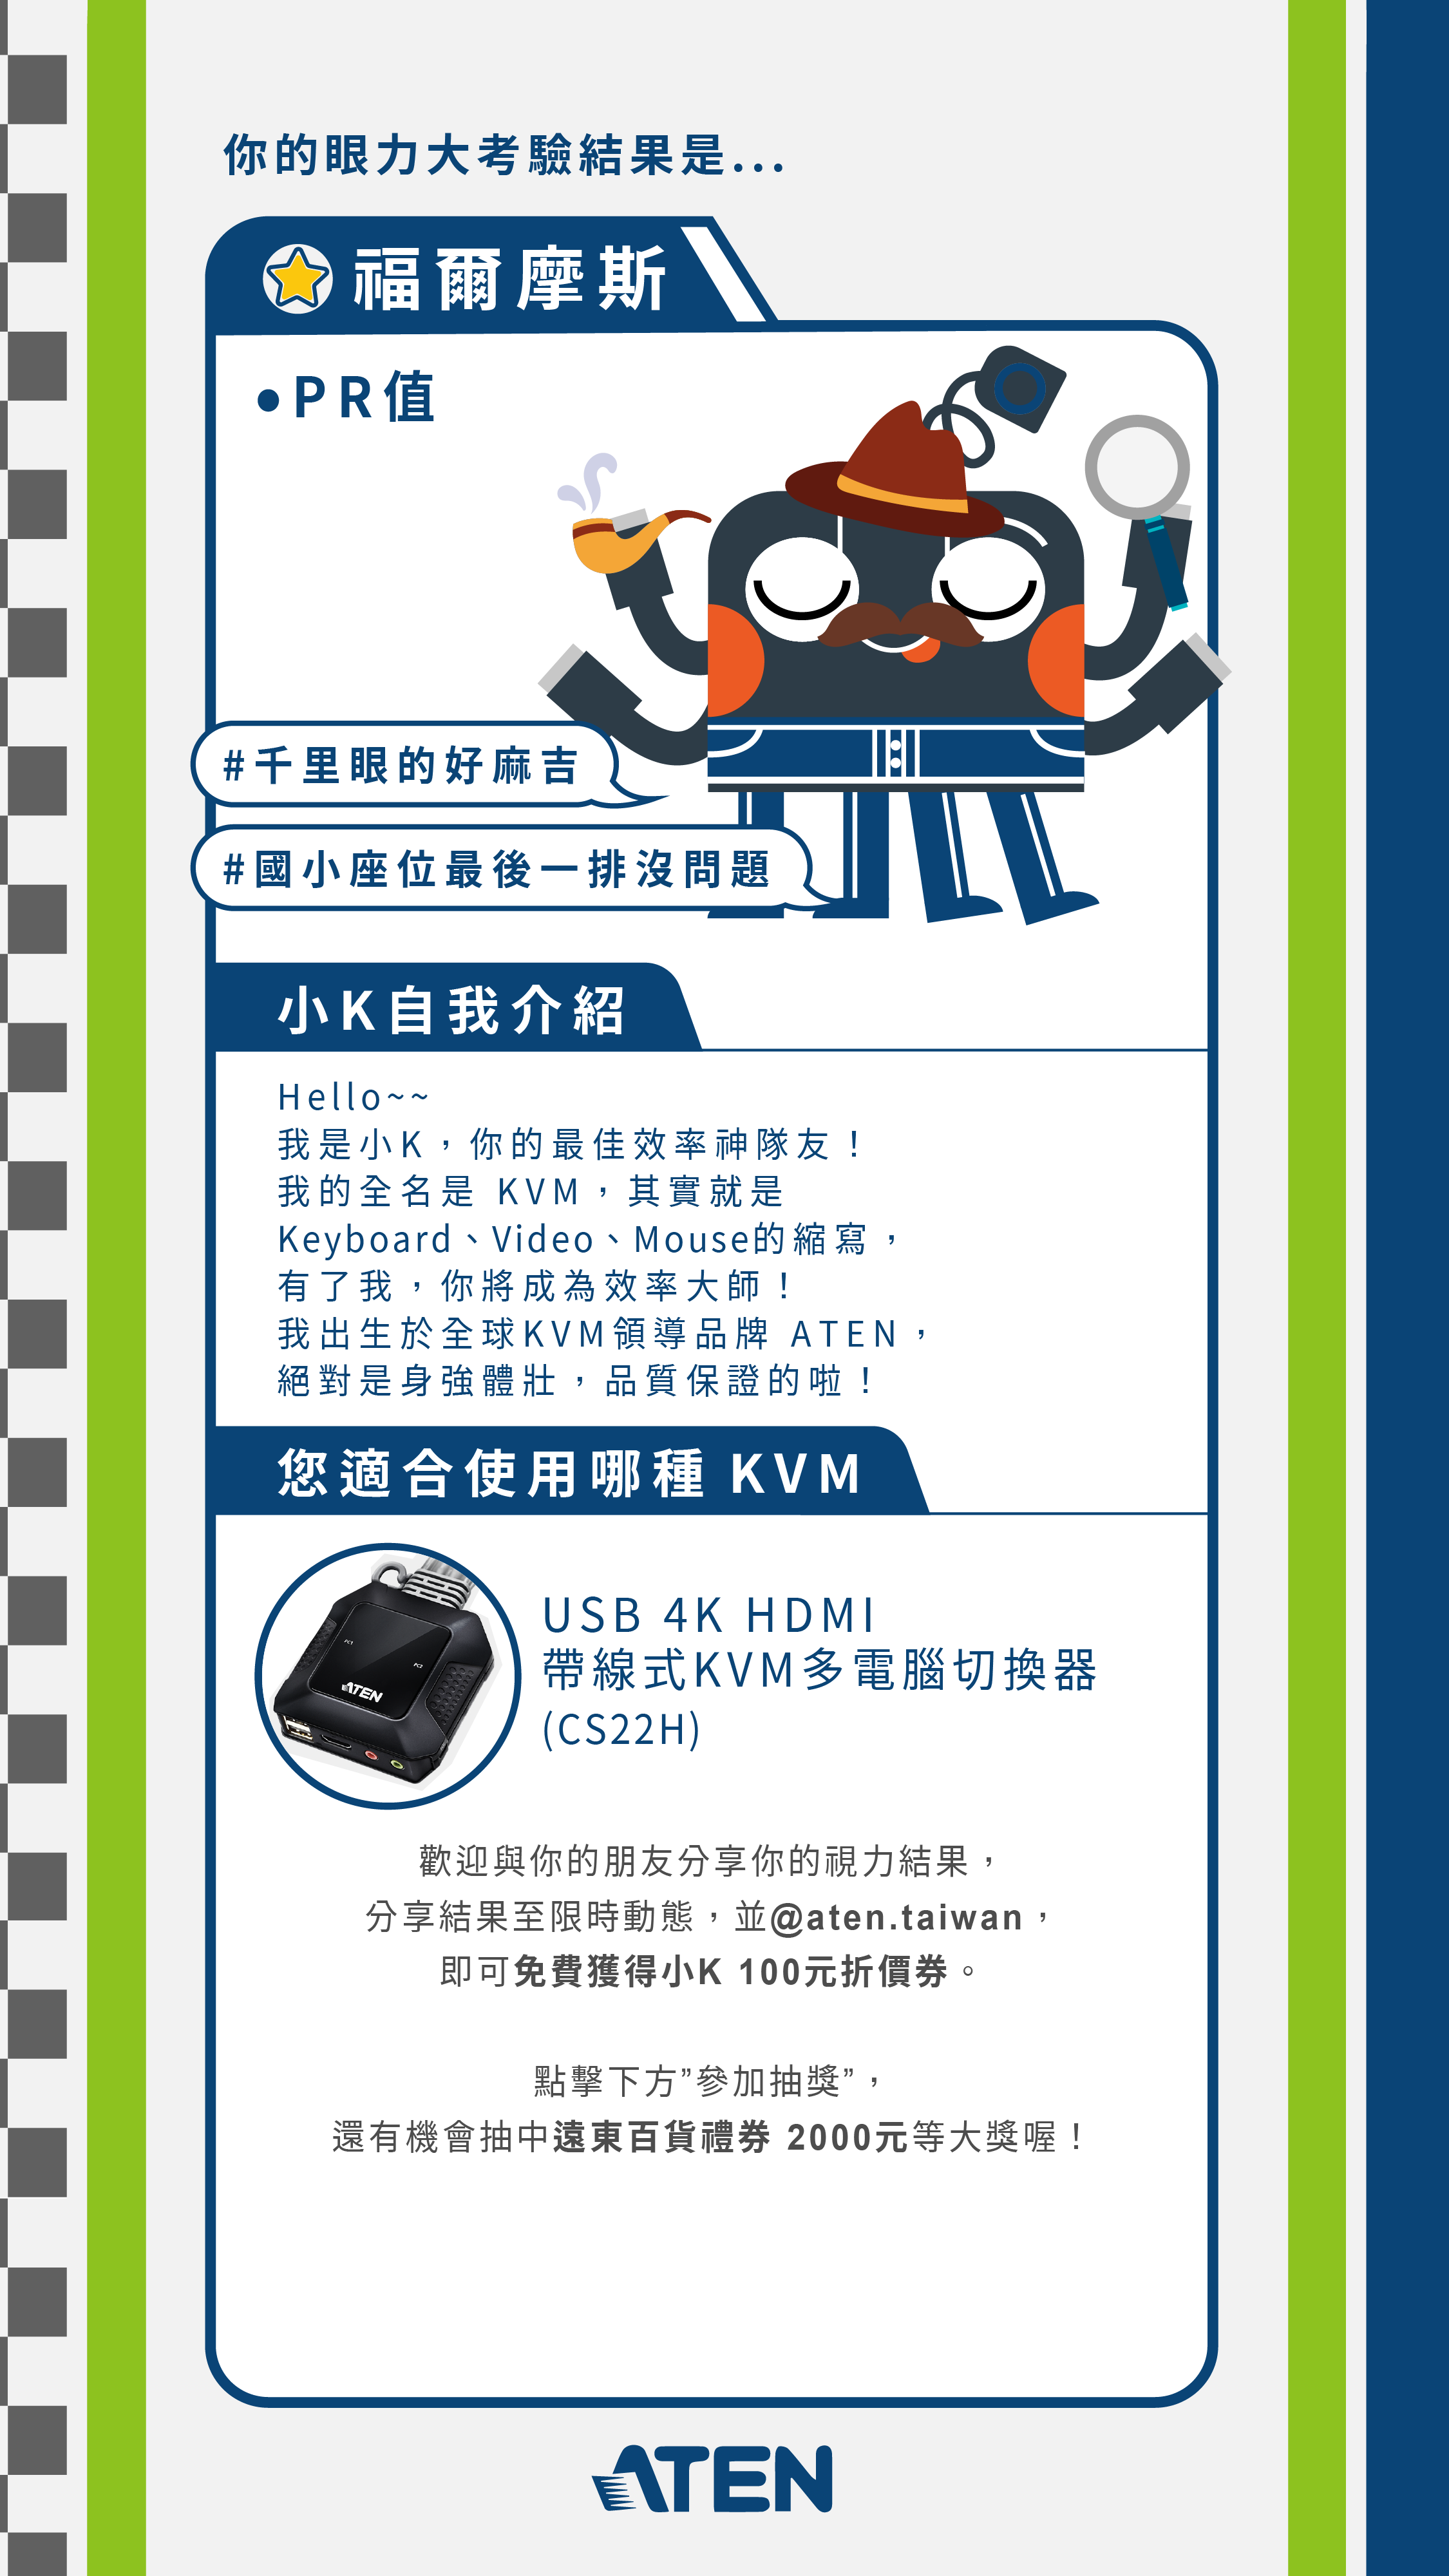 你的眼力大考驗結果是...
福爾摩斯
•PR值
#千里眼的好麻吉
#國小座位最後一排沒問題
小K自我介紹
Hello~~
我是小K，你的最佳效率神隊友！
我的全名是 KVM，其實就是
Keyboard、Video、Mouse的縮寫，
有了我，你將成為效率大師！
我出生於全球KVM領導品牌 ATEN，
絕對是身強體壯，品質保證的啦！
您適合使用哪種 KVM
PC1
PC2
ATEN
USB 4K HDMI
帶線式KVM多電腦切換器
(CS22H)
歡迎與你的朋友分享你的視力結果，
分享結果至限時動態，並@aten.taiwan，
即可免費獲得小K 100元折價券。
點擊下方”參加抽獎”，
還有機會抽中遠東百貨禮券 2000元等大獎喔！
ATEN